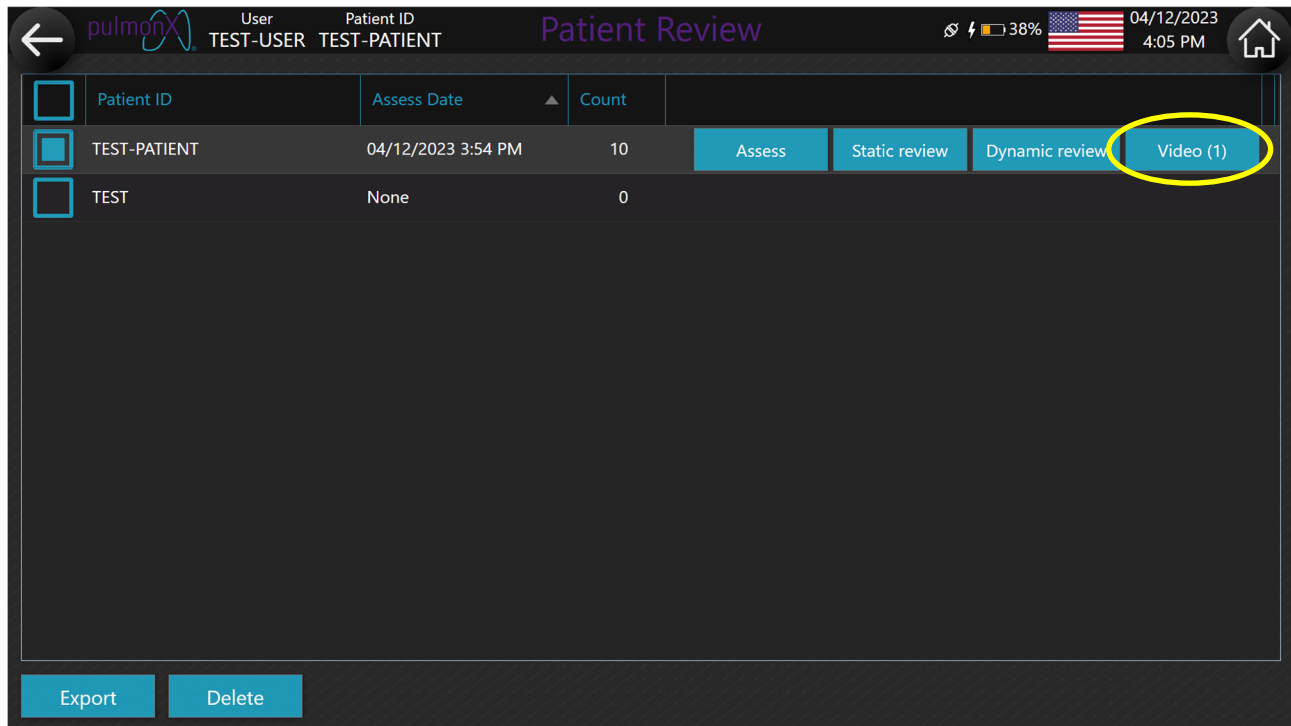 pulmonX®
User
TEST-USER
Patient ID
TEST-PATIENT
Patient Review
38%
04/12/2023
4:05 PM
Patient ID Assess Date Count
TEST-PATIENT 04/12/2023 3:54 PM 10 Assess Static review Dynamic review Video (1)
TEST None 0
Export Delete